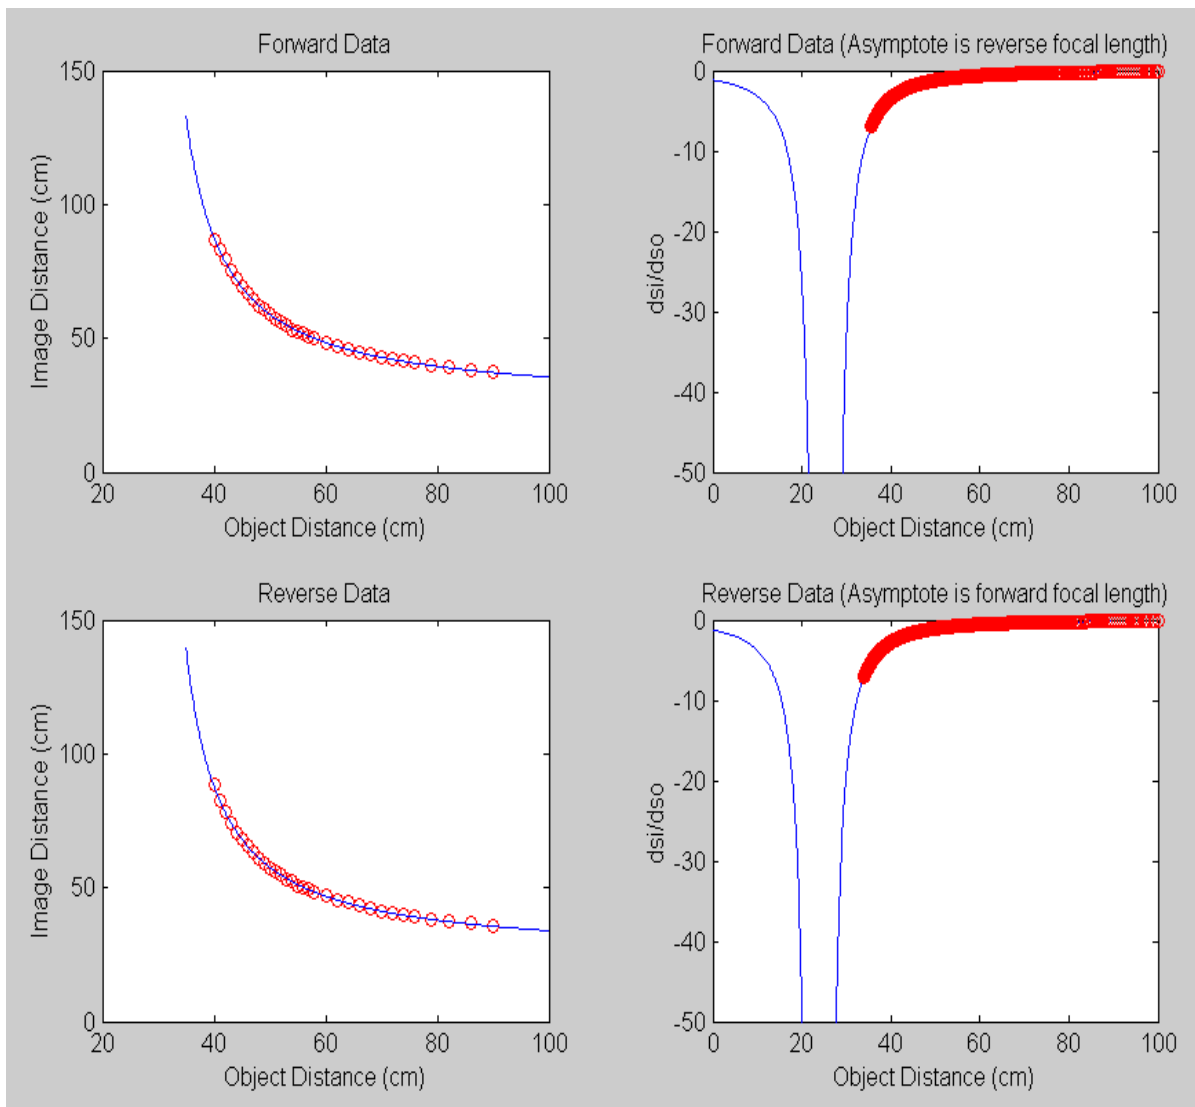 Forward Data
150
100
50
0
20 40 60 80 100
Image Distance (cm)
Object Distance (cm)
Forward Data (Asymptote is reverse focal length)
0
-10
-20
-30
-40
-50
0 20 40 60 80 100
dsi/dso
Object Distance (cm)
Reverse Data
150
100
50
0
20 40 60 80 100
Image Distance (cm)
Object Distance (cm)
Reverse Data (Asymptote is forward focal length)
0
-10
-20
-30
-40
-50
0 20 40 60 80 100
dsi/dso
Object Distance (cm)